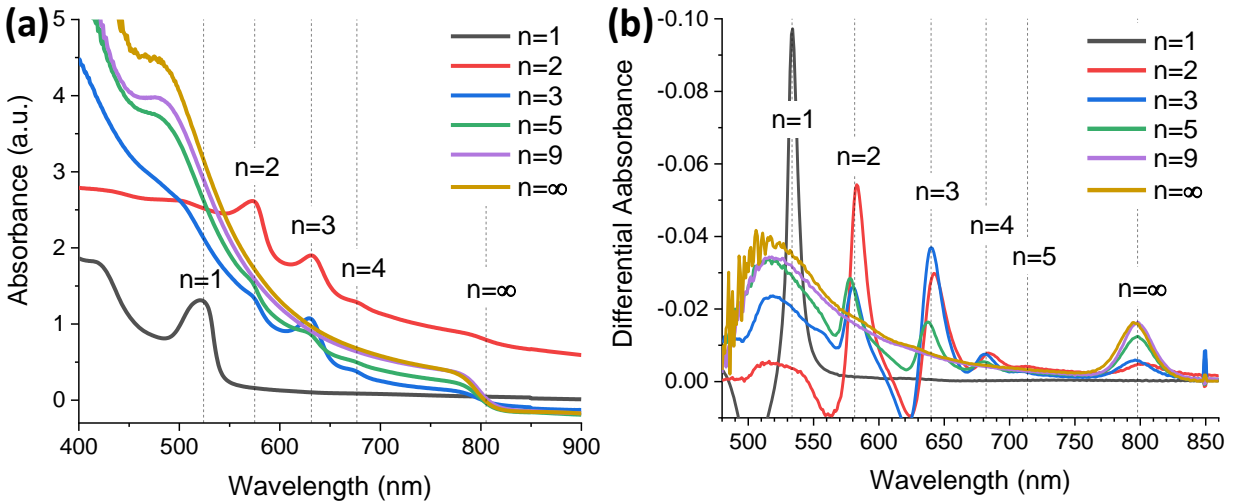 (a)
5
4
3
2
1
0
Absorbance (a.u.)
400 500 600 700 800 900
Wavelength (nm)
n=1
n=2
n=3
n=5
n=9
n=∞
n=2
n=3
n=4
n=1
n=∞
(b)
-0.10
-0.08
-0.06
-0.04
-0.02
0.00
Differential Aabsorbance
500 550 600 650 700 750 800 850
Wavelength (nm)
n=1
n=2
n=3
n=5
n=9
n=∞
n=1
n=2
n=3
n=4
n=5
n=∞